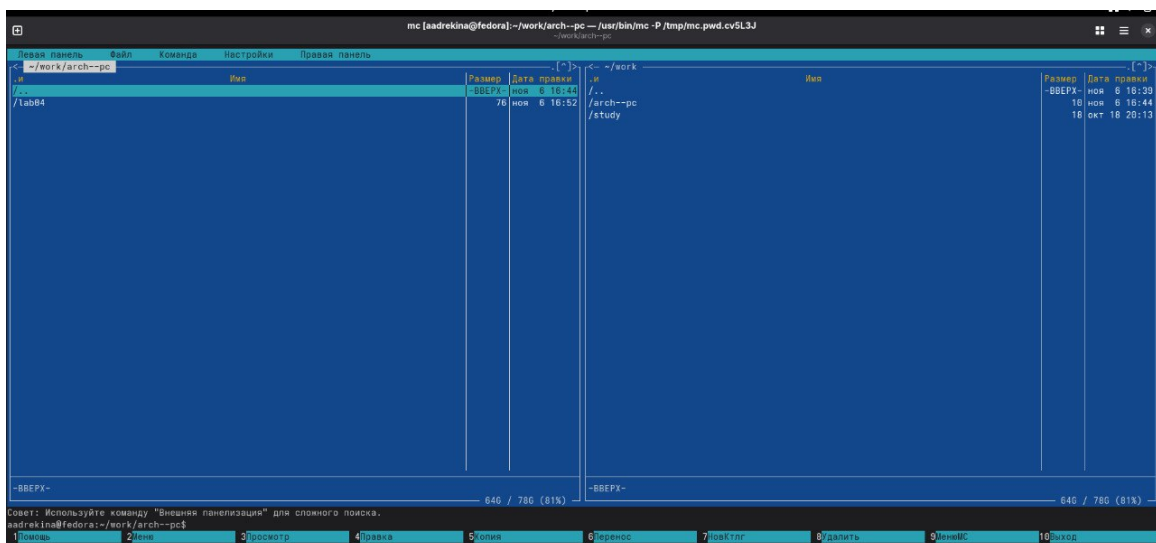 mc [aadrekina@fedora]:~/work/arch--pc — /usr/bin/mc -P /tmp/mc.pwd.cv5L3J
~/work/arch--pc
Левая панель Файл Команда Настройки Правая панель
<- ~/work/arch--pc .[^]> <- ~/work .[^]>
.и Имя Размер Дата правки .и Имя Размер Дата правки
/.. -ВВЕРХ- ноя 6 16:44 /.. -ВВЕРХ- ноя 6 16:39
/lab04 76 ноя 6 16:52 /arch--pc 10 ноя 6 16:44
/study 10 окт 18 20:13
-ВВЕРХ- -ВВЕРХ-
64G / 78G (81%) 64G / 78G (81%)
Совет: Используйте команду "Внешняя панелизация" для сложного поиска.
aadrekina@fedora:~/work/arch--pc$
1Помощь 2Меню 3Просмотр 4Правка 5Копия 6Перенос 7НовКтлг 8Удалить 9МенюMC 10Выход